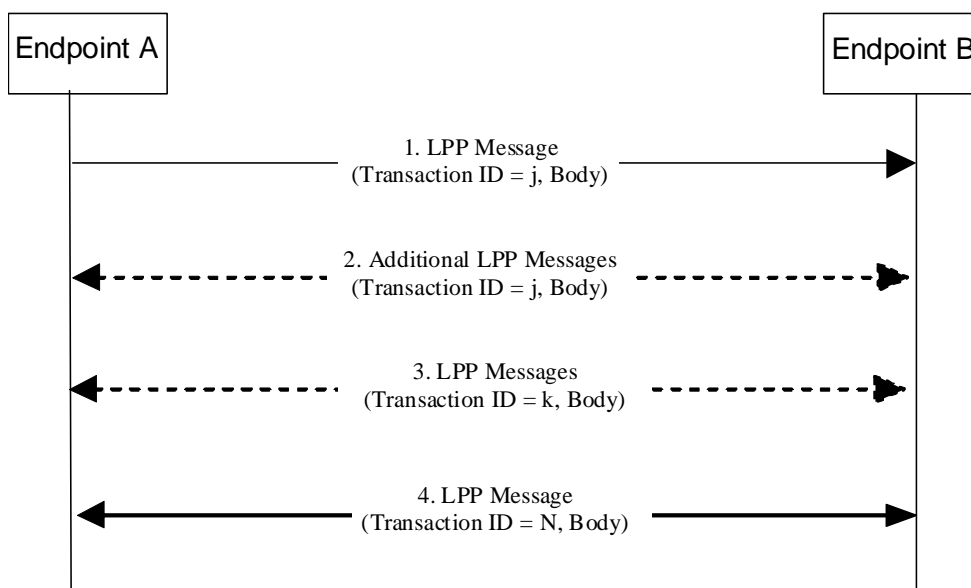 Endpoint A
Endpoint B
1. LPP Message
(Transaction ID = j, Body)
2. Additional LPP Messages
(Transaction ID = j, Body)
3. LPP Messages
(Transaction ID = k, Body)
4. LPP Message
(Transaction ID = N, Body)